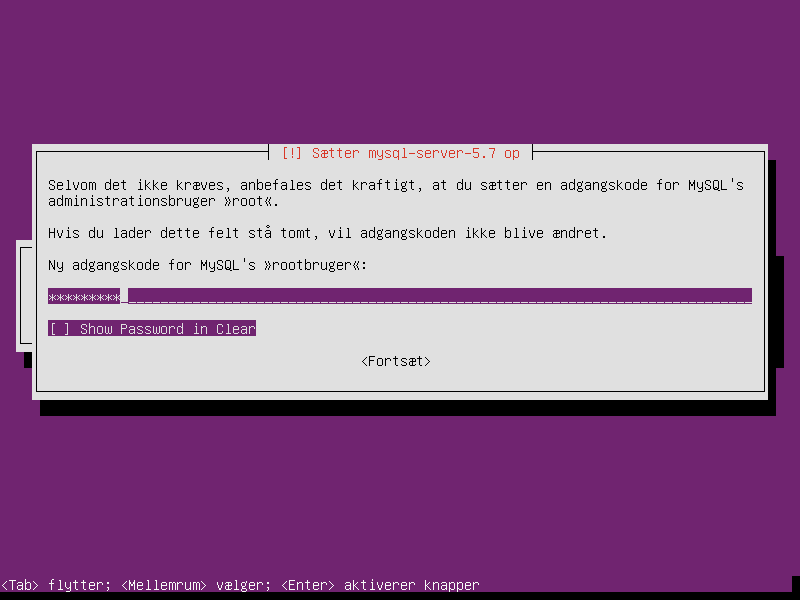 [!] Sætter mysql-server-5.7 op
Selvom det ikke kræves, anbefales det kraftigt, at du sætter en adgangskode for MySQL's
administrationsbruger »root«.
Hvis du lader dette felt stå tomt, vil adgangskoden ikke blive ændret.
Ny adgangskode for MySQL's »rootbruger«:
*********
[ ] Show Password in Clear
<Fortsæt>
<Tab> flytter; <Mellemrum> vælger; <Enter> aktiverer knapper